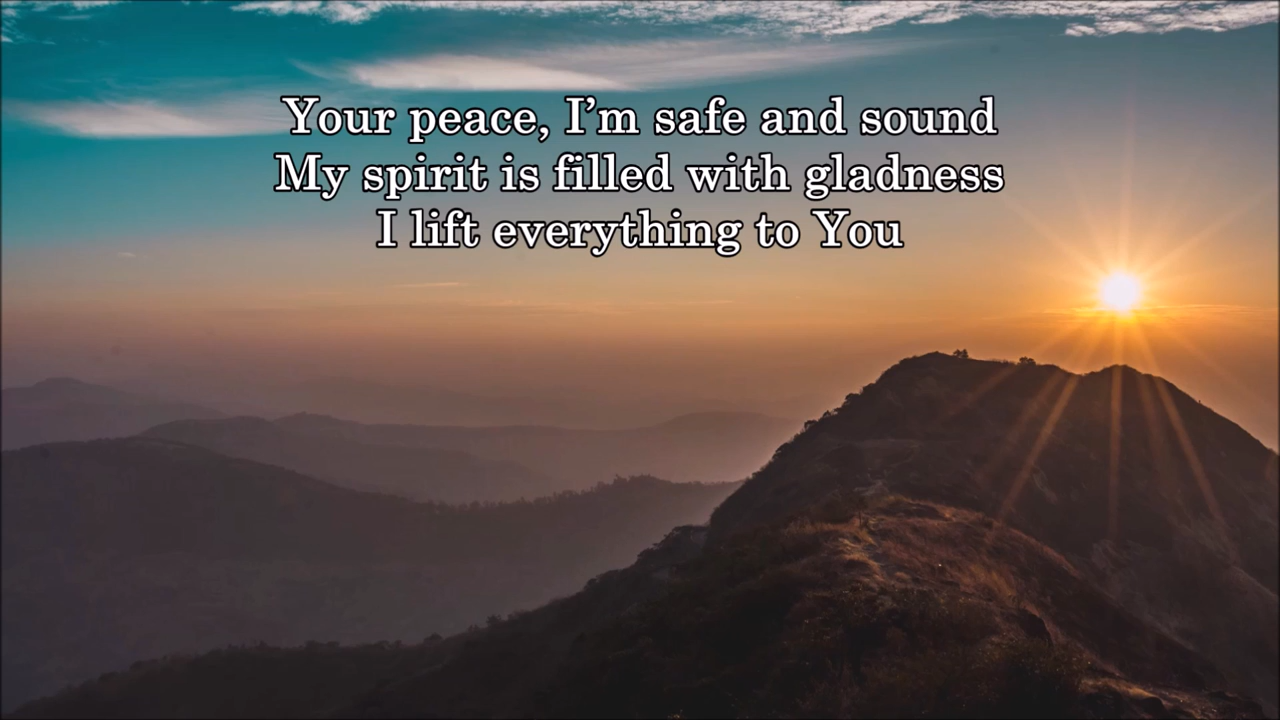 Your peace, I’m safe and sound
My spirit is filled with gladness
I lift everything to You